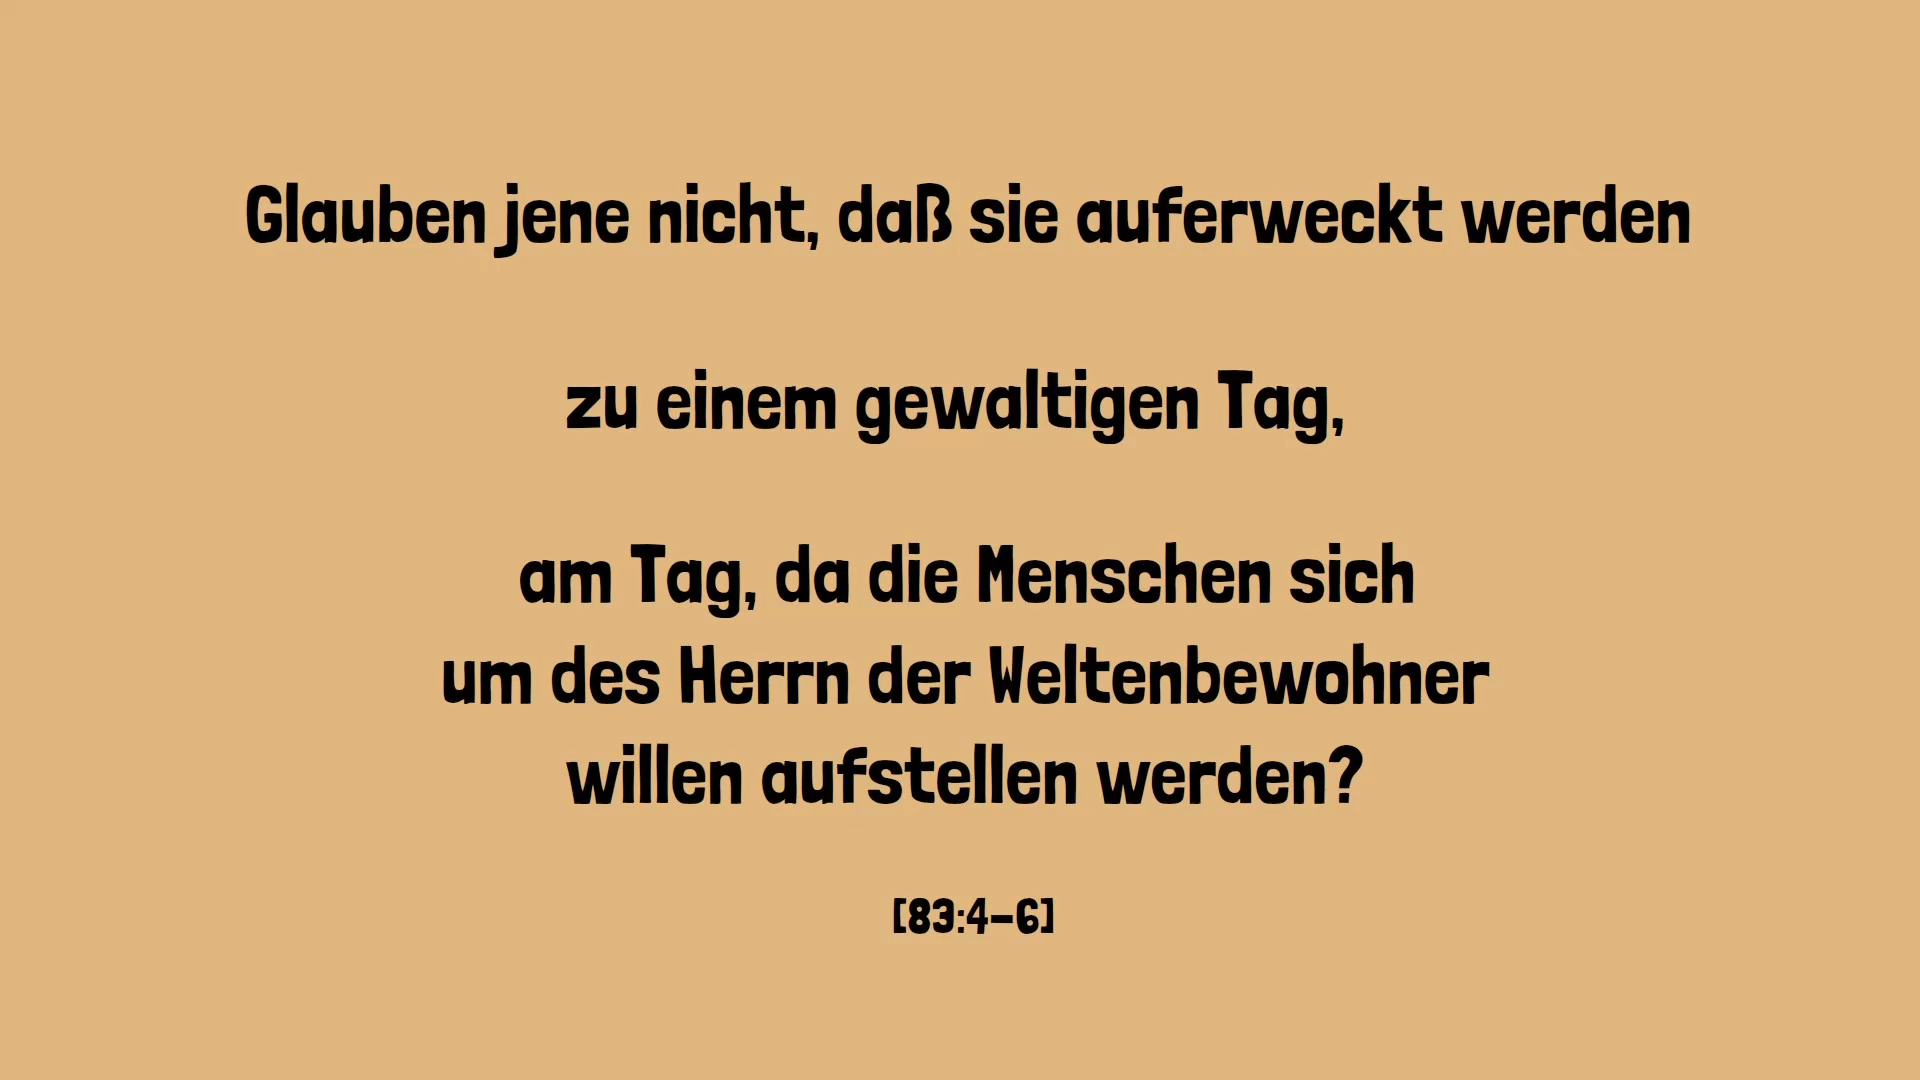 Glauben jene nicht, daß sie auferweckt werden
zu einem gewaltigen Tag,
am Tag, da die Menschen sich
um des Herrn der Weltenbewohner
willen aufstellen werden?
[83:4–6]